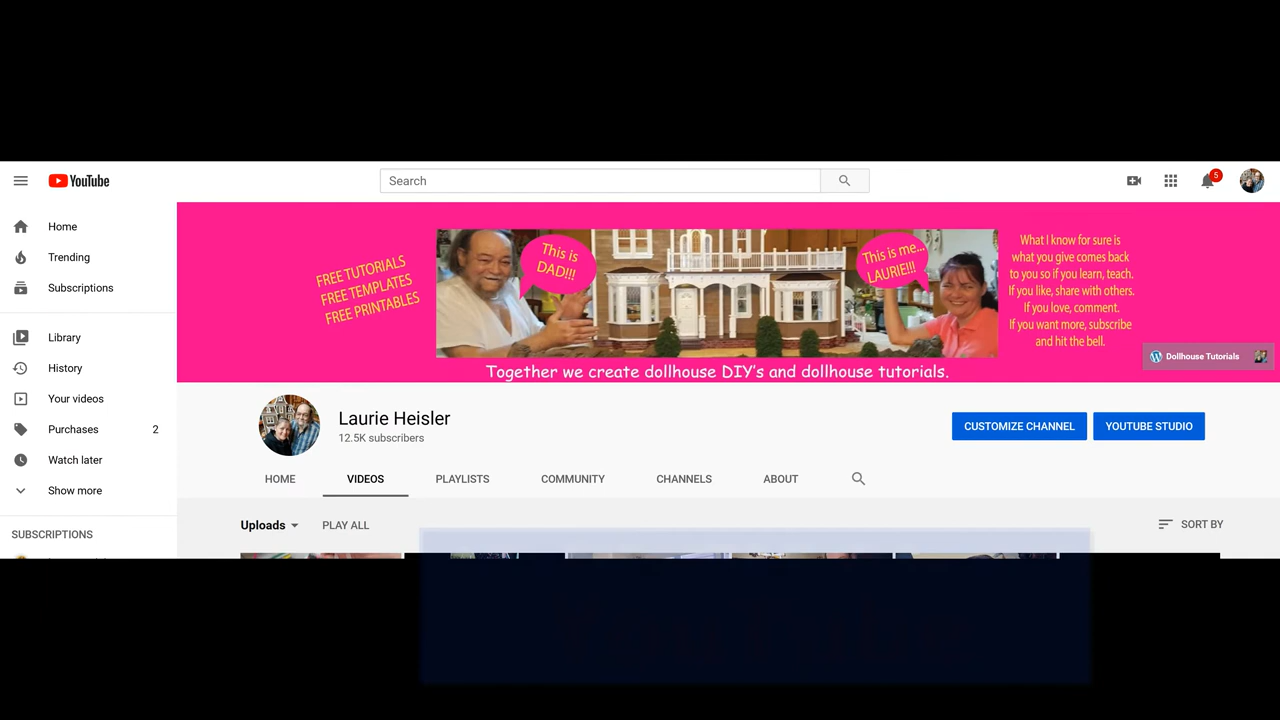 YouTube
Search
5
Home
Trending
Subscriptions
Library
History
Your videos
Purchases 2
Watch later
Show more
SUBSCRIPTIONS
FREE TUTORIALS
FREE TEMPLATES
FREE PRINTABLES
This is
DAD!!!
This is me...
LAURIE!!!
What I know for sure is
what you give comes back
to you so if you learn, teach.
If you like, share with others.
If you love, comment.
If you want more, subscribe
and hit the bell.
Dollhouse Tutorials
Together we create dollhouse DIY's and dollhouse tutorials.
Laurie Heisler
12.5K subscribers
CUSTOMIZE CHANNEL
YOUTUBE STUDIO
HOME VIDEOS PLAYLISTS COMMUNITY CHANNELS ABOUT
Uploads PLAY ALL SORT BY